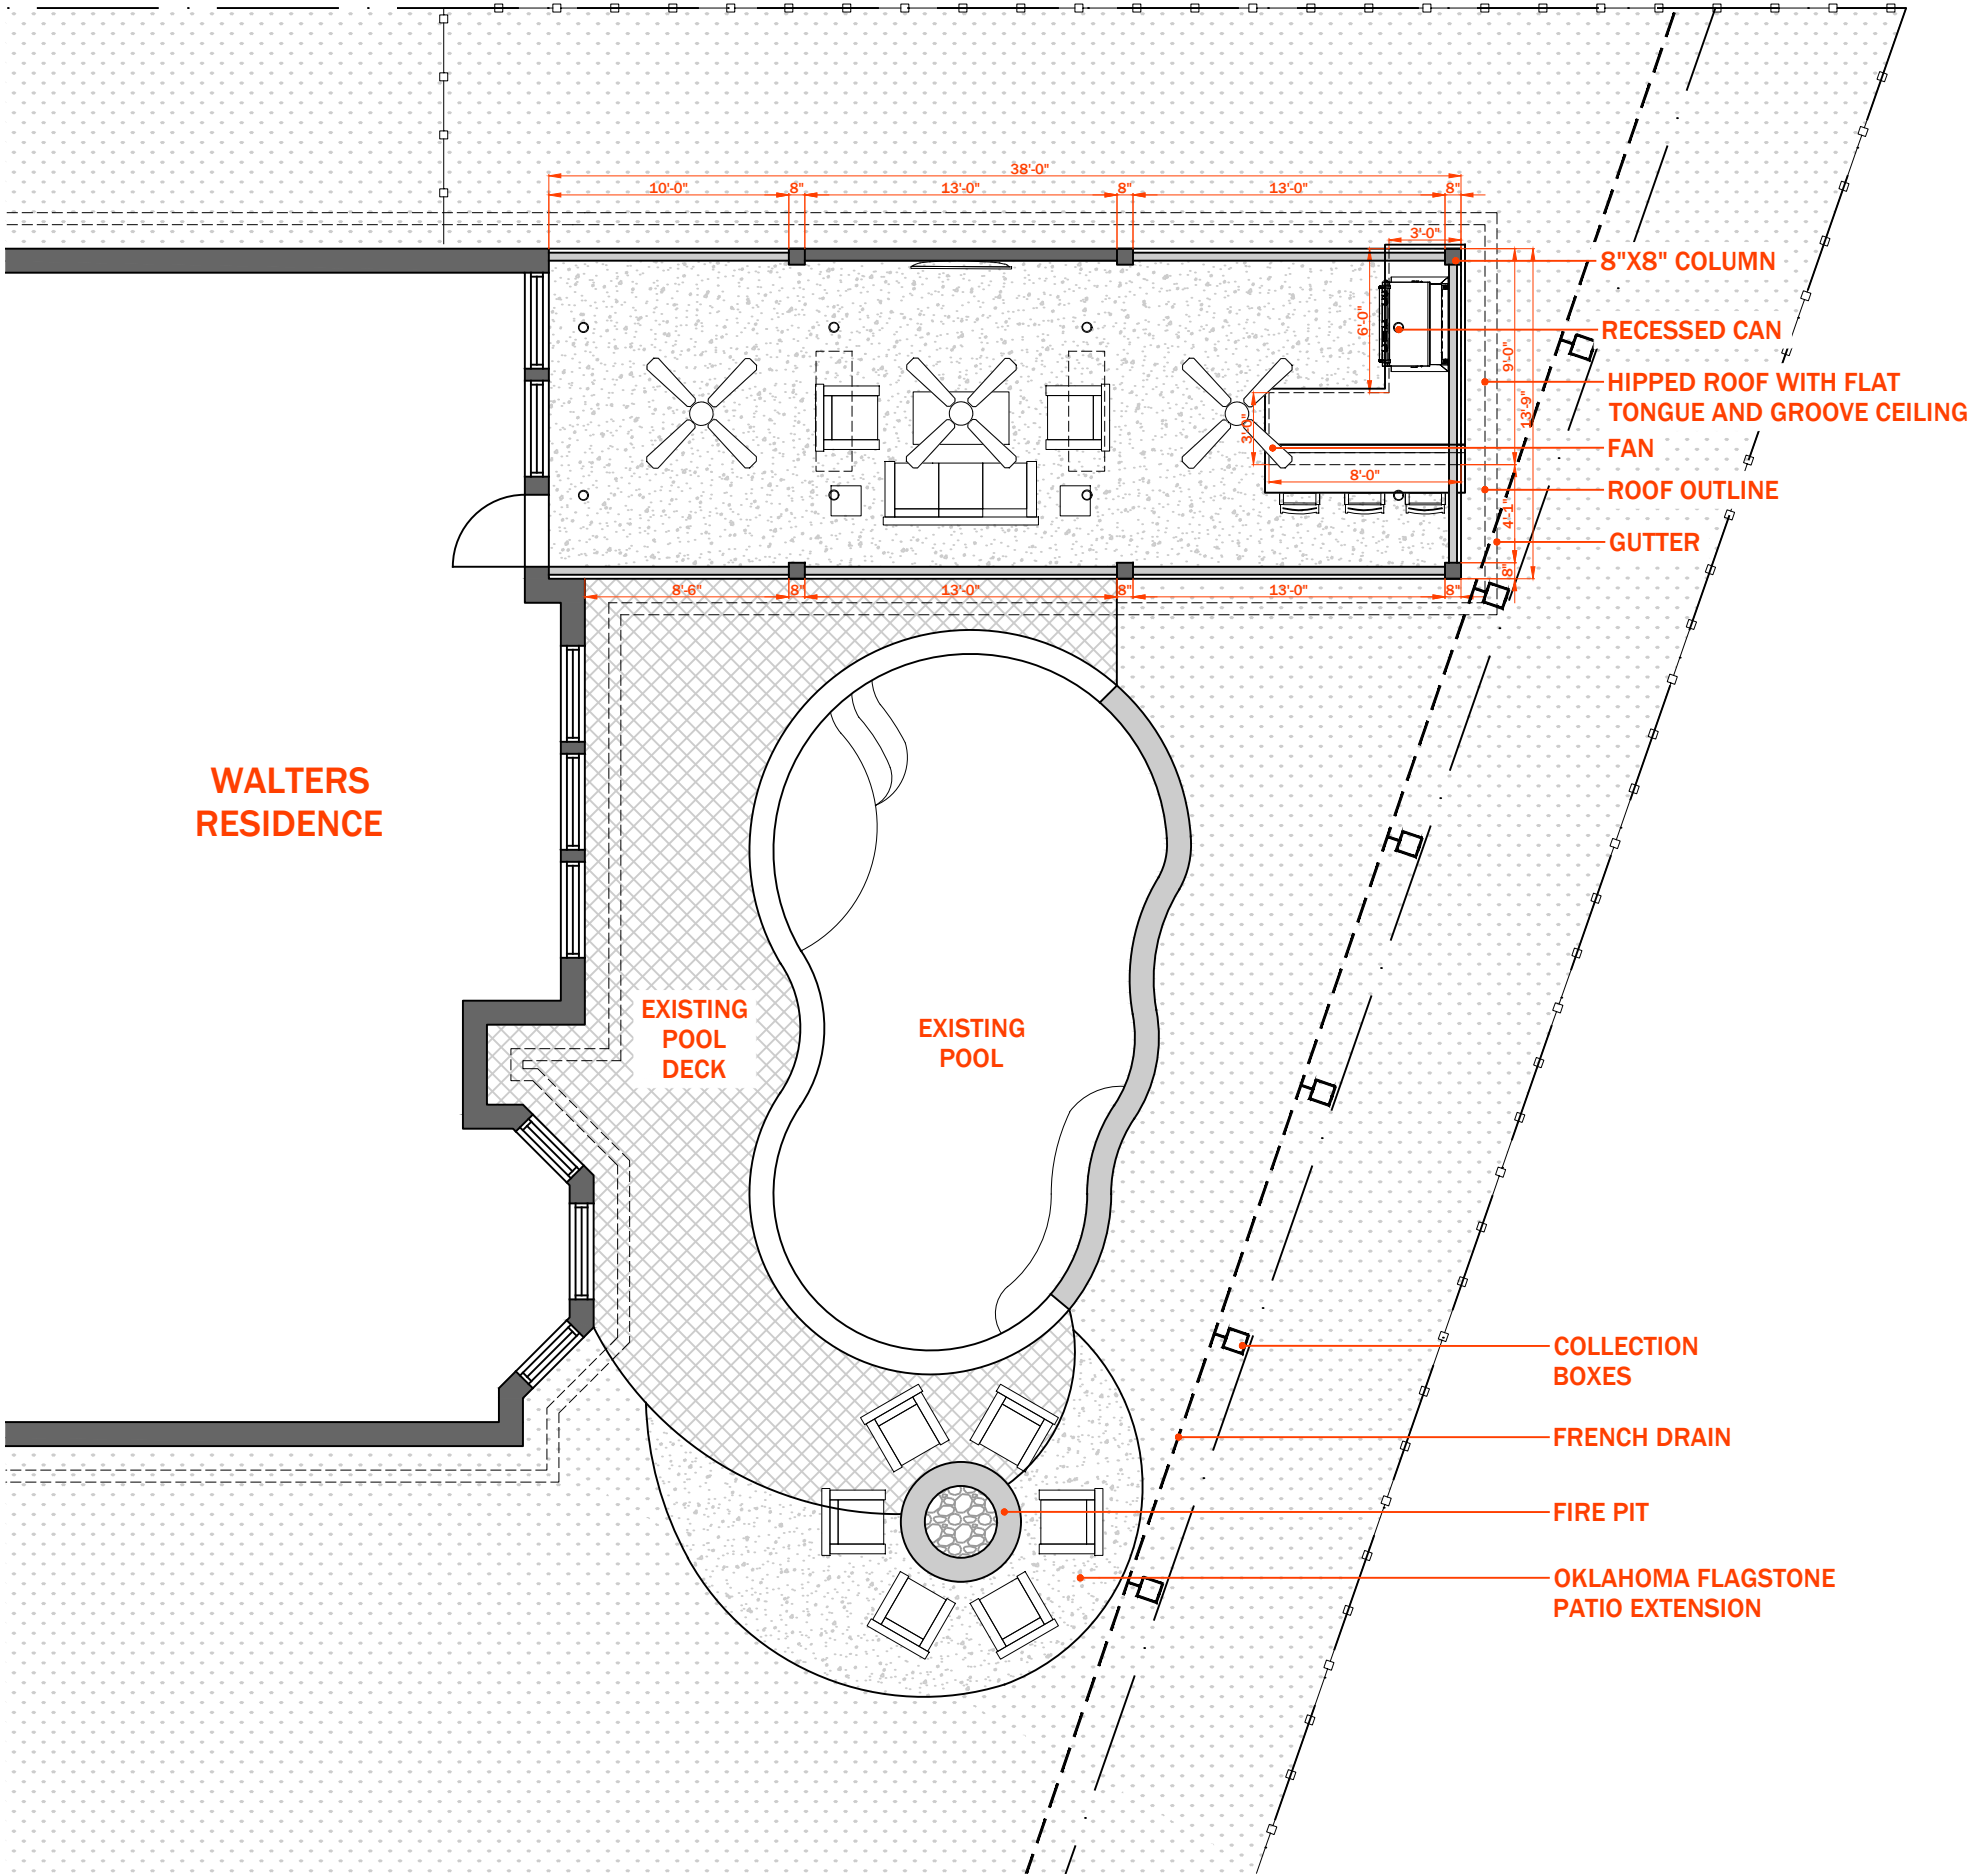 38'-0"
10'-0"
8"
13'-0"
8"
13'-0"
8"
3'-0"
8"X8" COLUMN
6'-0"
RECESSED CAN
9'-0"
HIPPED ROOF WITH FLAT
TONGUE AND GROOVE CEILING
13'-9"
3'-0"
FAN
8'-0"
ROOF OUTLINE
4'-1"
GUTTER
8"
8'-6"
8"
13'-0"
8"
13'-0"
8"
WALTERS
RESIDENCE
EXISTING
POOL
DECK
EXISTING
POOL
COLLECTION
BOXES
FRENCH DRAIN
FIRE PIT
OKLAHOMA FLAGSTONE
PATIO EXTENSION